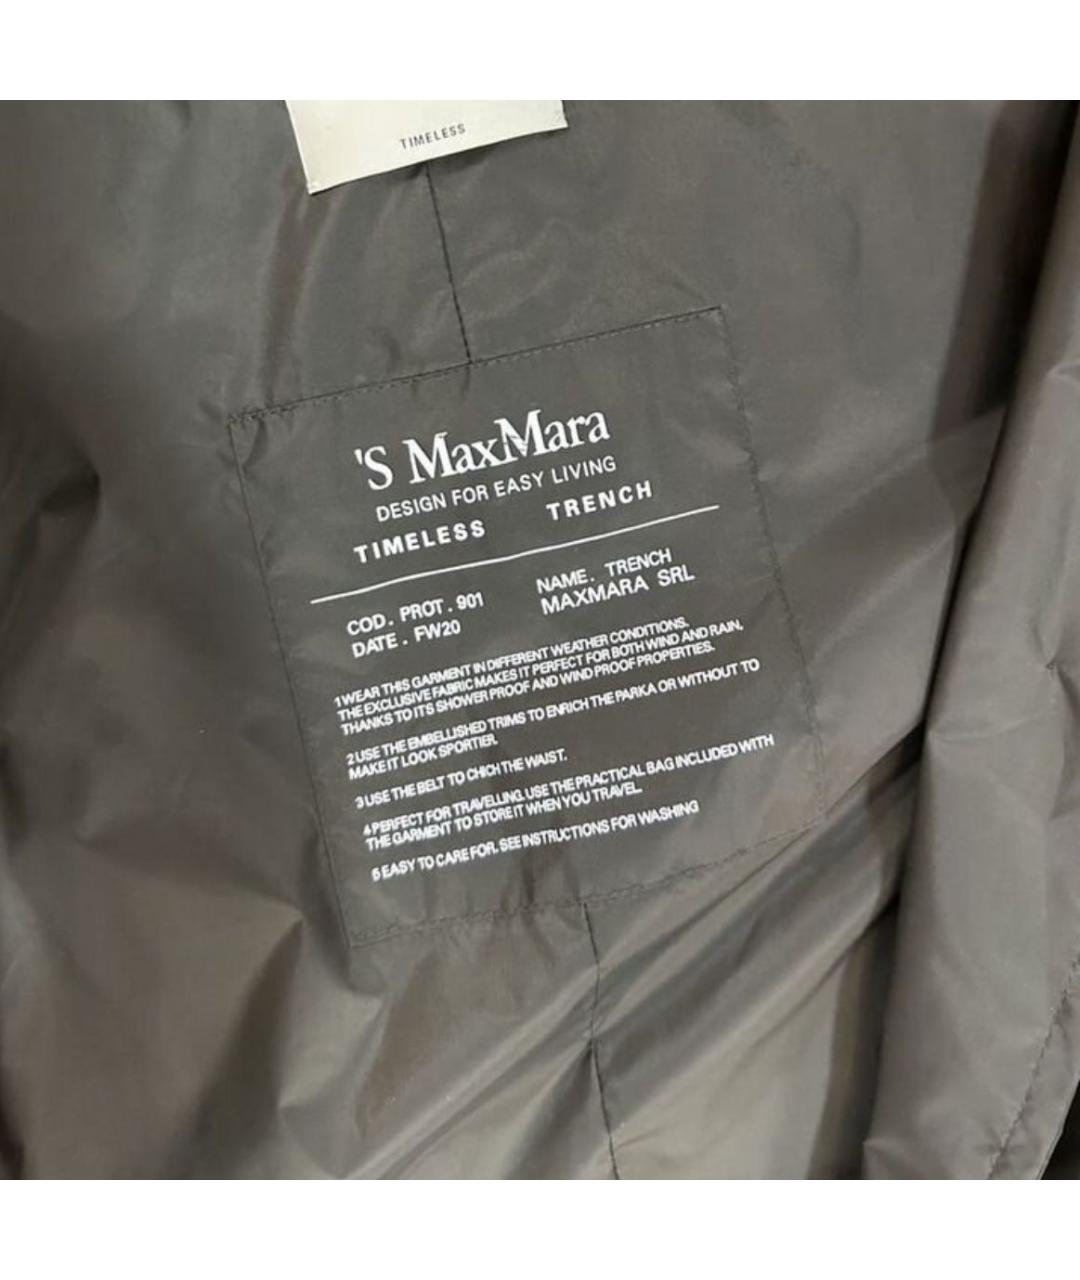 TIMELESS
'S MaxMara
DESIGN FOR EASY LIVING
TIMELESS TRENCH
COD. PROT. 901 NAME. TRENCH
DATE. FW20 MAXMARA SRL
1 WEAR THIS GARMENT IN DIFFERENT WEATHER CONDITIONS.
THE EXCLUSIVE FABRIC MAKES IT PERFECT FOR BOTH WIND AND RAIN,
THANKS TO ITS SHOWER PROOF AND WIND PROOF PROPERTIES.
2 USE THE EMBELLISHED TRIMS TO ENRICH THE PARKA OR WITHOUT TO
MAKE IT LOOK SPORTIER.
3 USE THE BELT TO CHICH THE WAIST.
4 PERFECT FOR TRAVELLING. USE THE PRACTICAL BAG INCLUDED WITH
THE GARMENT TO STORE IT WHEN YOU TRAVEL.
5 EASY TO CARE FOR. SEE INSTRUCTIONS FOR WASHING